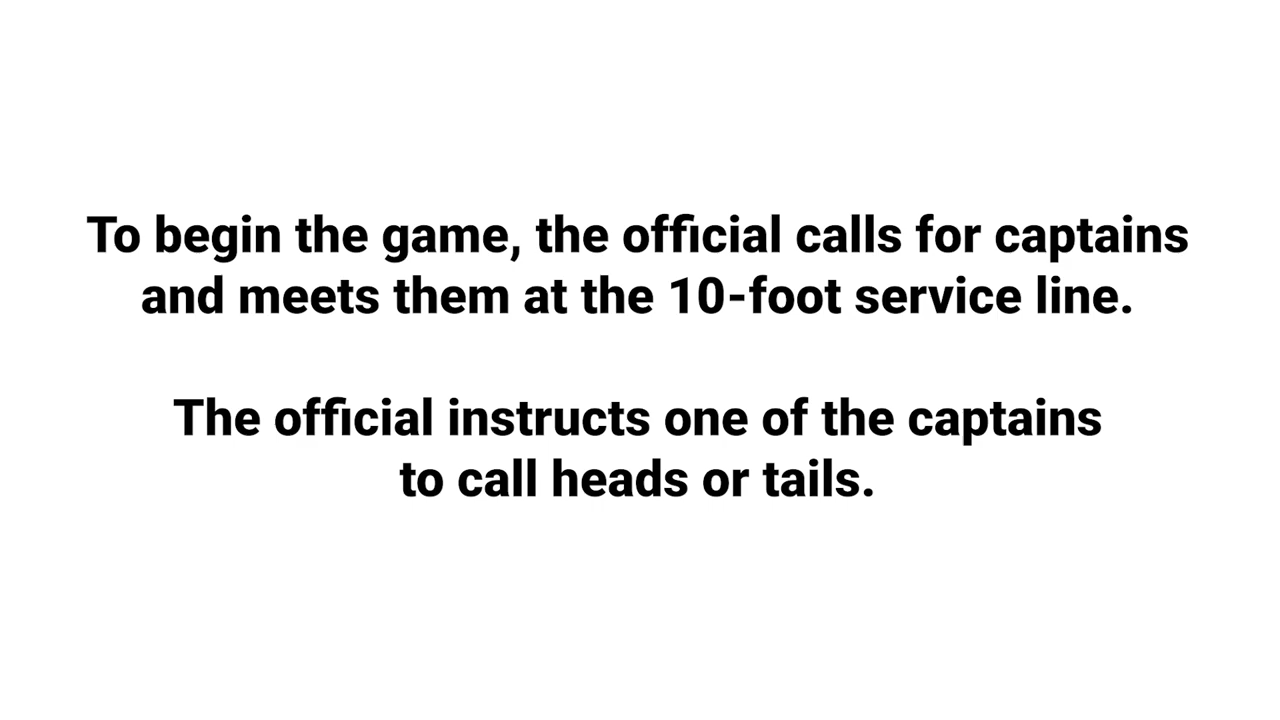 To begin the game, the official calls for captains
and meets them at the 10-foot service line.
The official instructs one of the captains
to call heads or tails.